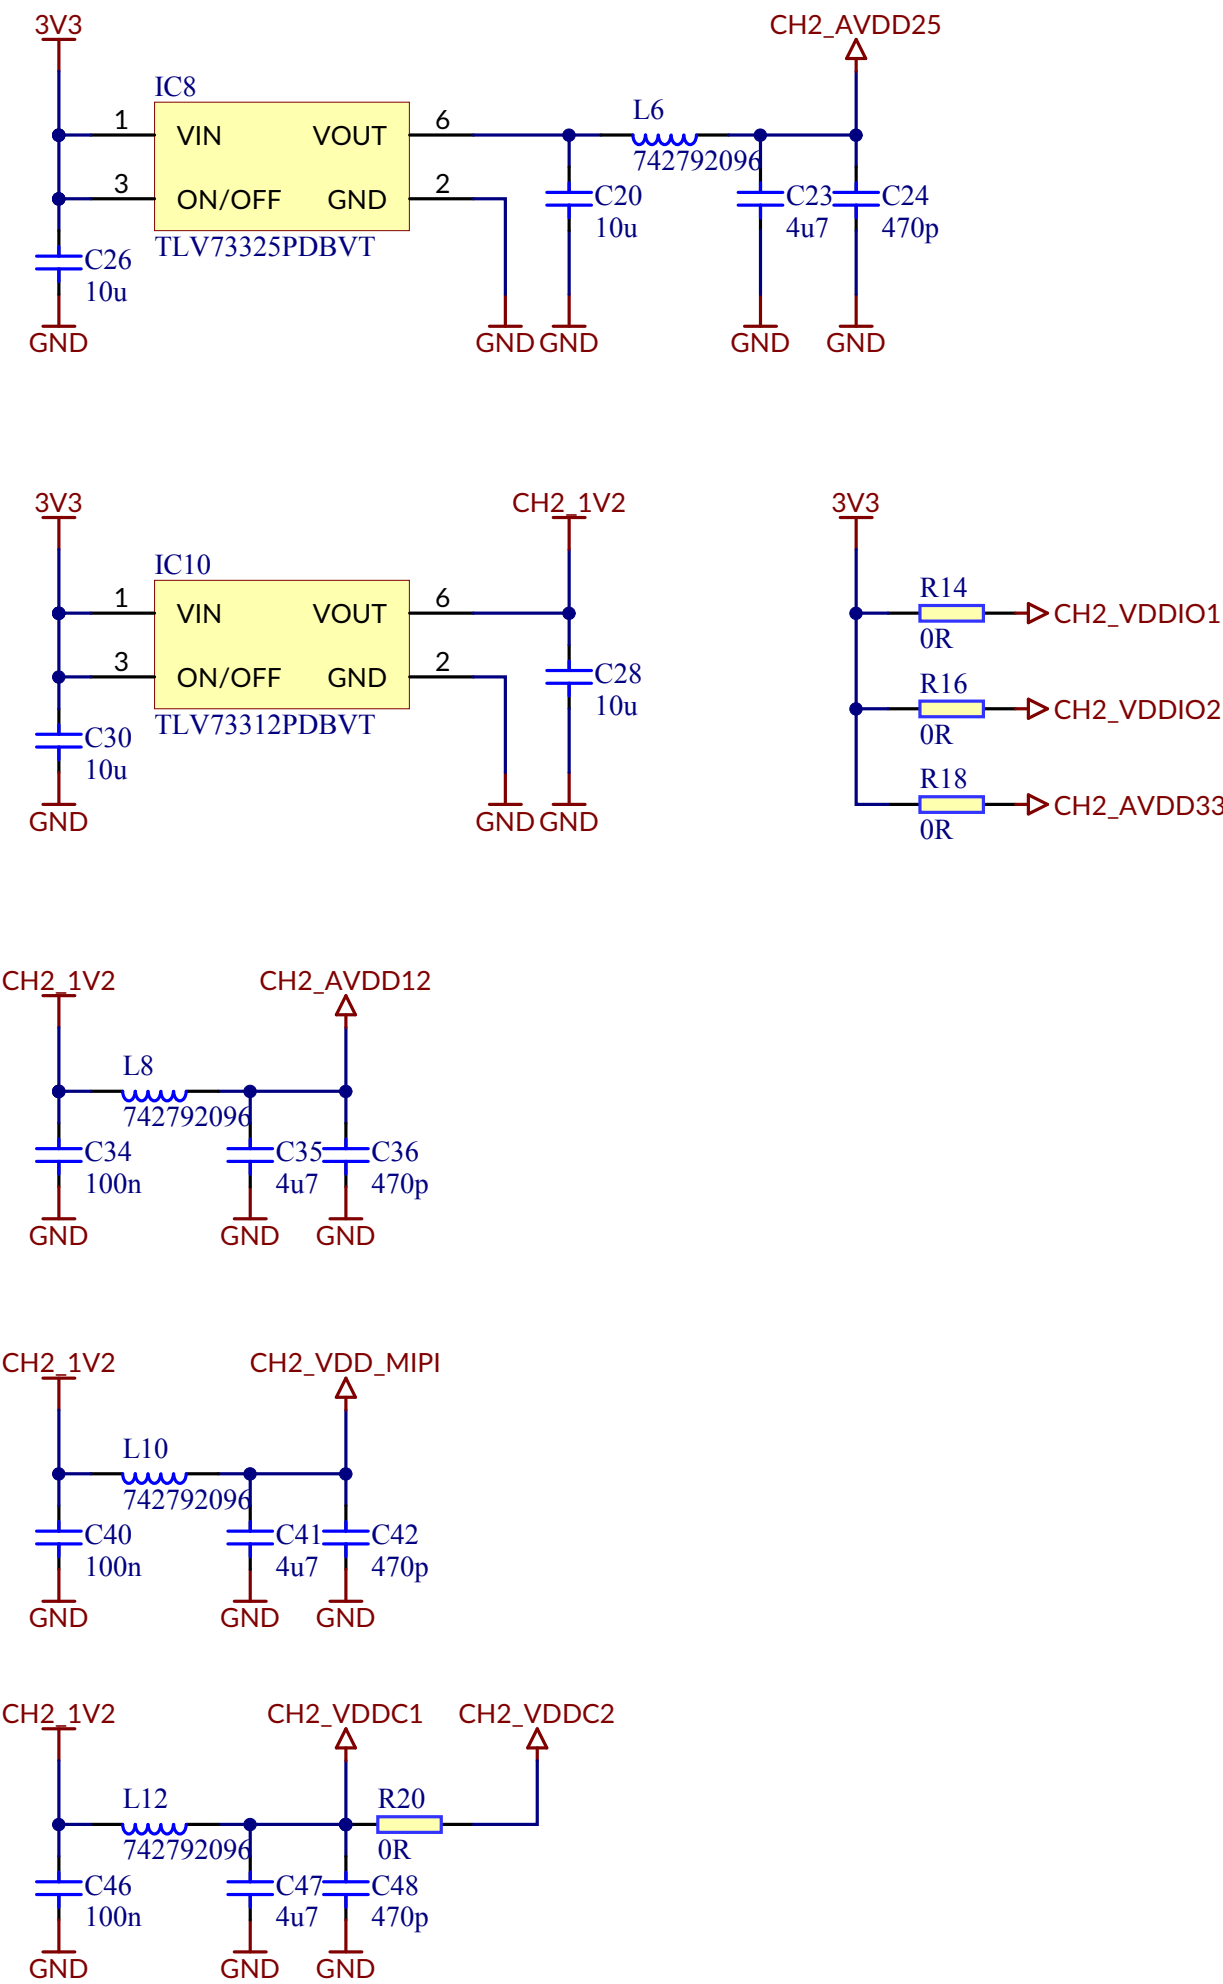 3V3
CH2_AVDD25
IC8
L6
1 VIN VOUT 6
742792096
3 ON/OFF GND 2
C20
10u
C23
4u7
C24
470p
TLV73325PDBVT
C26
10u
GND
GND
GND
GND
GND
3V3
CH2_1V2
3V3
IC10
R14
1 VIN VOUT 6
CH2_VDDIO1
0R
3 ON/OFF GND 2
C28
10u
R16
CH2_VDDIO2
0R
TLV73312PDBVT
C30
10u
R18
CH2_AVDD33
0R
GND
GND
GND
CH2_1V2
CH2_AVDD12
L8
742792096
C34
100n
C35
4u7
C36
470p
GND
GND
GND
CH2_1V2
CH2_VDD_MIPI
L10
742792096
C40
100n
C41
4u7
C42
470p
GND
GND
GND
CH2_1V2
CH2_VDDC1
CH2_VDDC2
L12
R20
742792096
0R
C46
100n
C47
4u7
C48
470p
GND
GND
GND